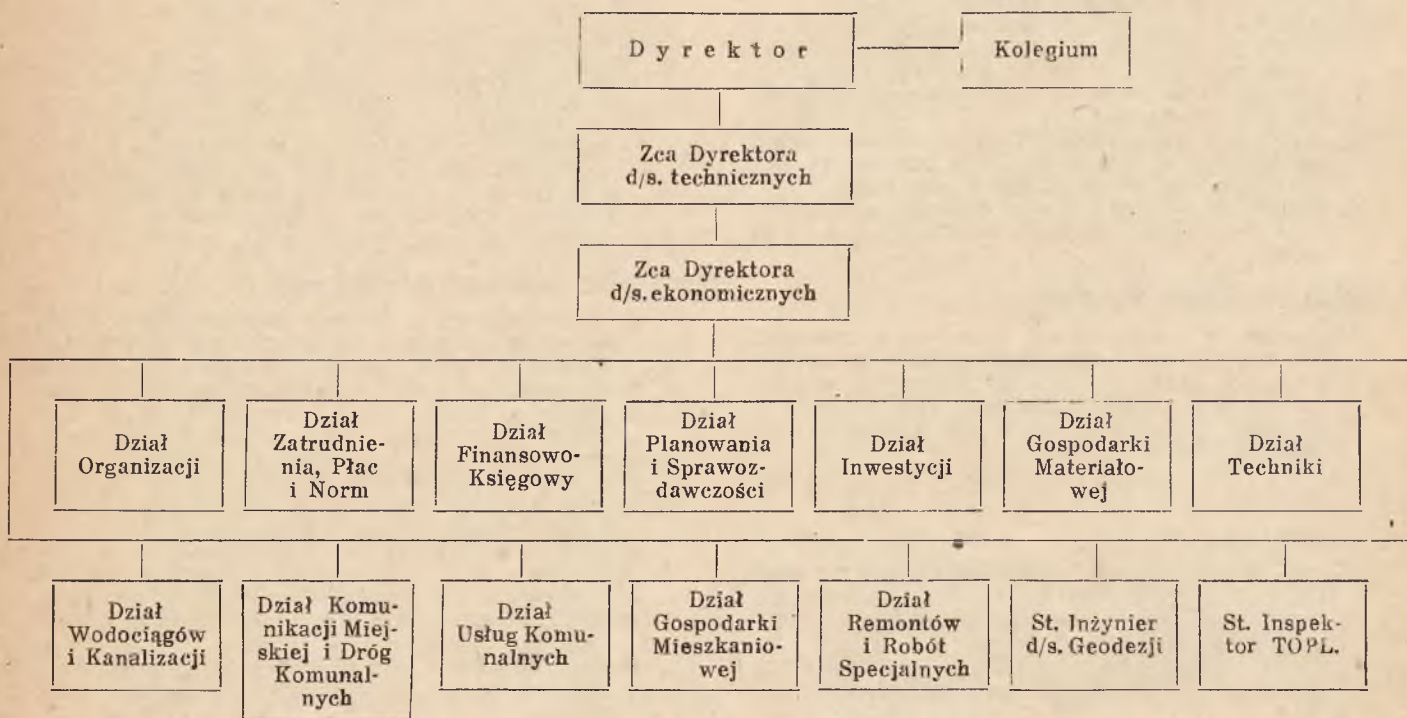 Dyrektor
Kolegium
Zca Dyrektora
d/s. technicznych
Zca Dyrektora
d/s. ekonomicznych
Dział
Organizacji
Dział
Zatrudnie-
nia, Płac
i Norm
Dział
Finansowo-
Księgowy
Dział
Planowania
i Sprawoz-
dawczości
Dział
Inwestycji
Dział
Gospodarki
Materiało-
wej
Dział
Techniki
Dział
Wodociągów
i Kanalizacji
Dział Komu-
nikacji Miej-
skiej i Dróg
Komunal-
nych
Dział
Usług Komu-
nalnych
Dział
Gospodarki
Mieszkanio-
wej
Dział
Remontów
i Robót
Specjalnych
St. Inżynier
d/s. Geodezji
St. Inspek-
tor TOPL.